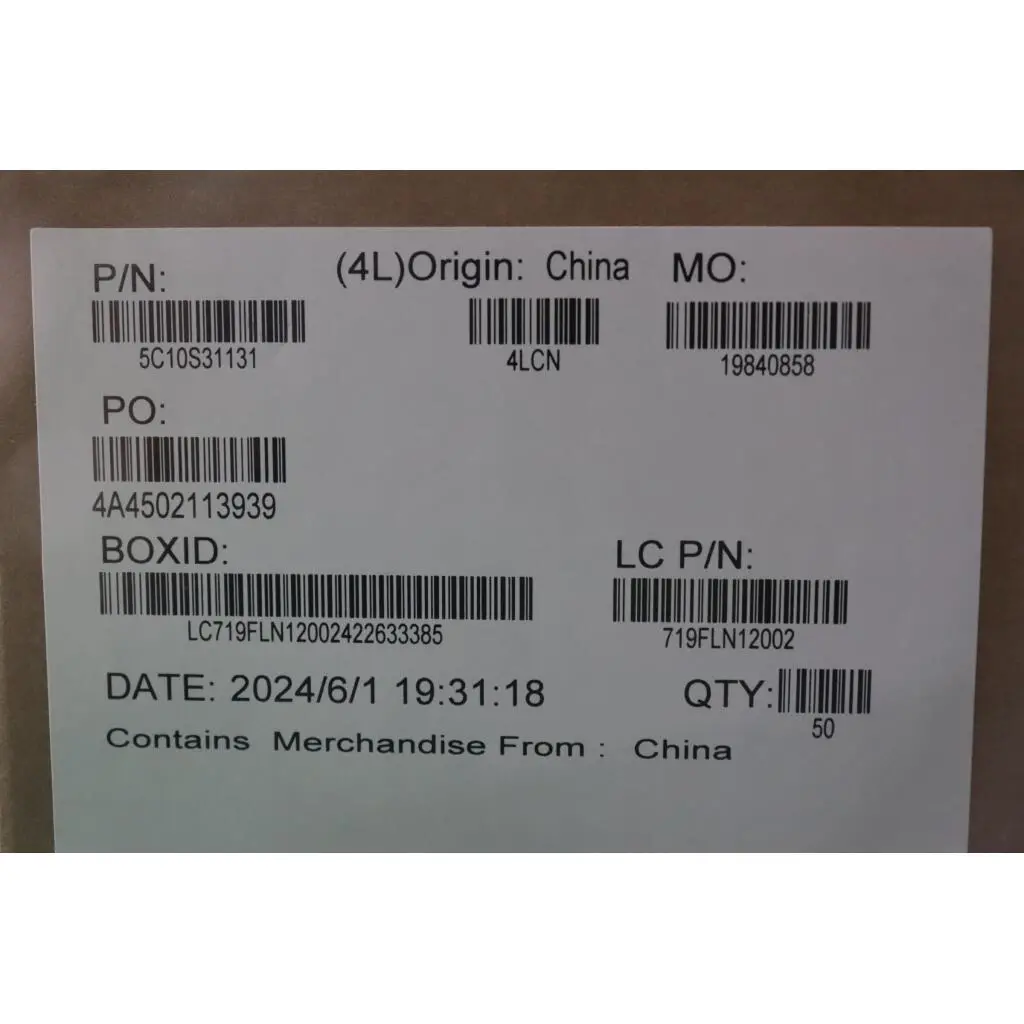 P/N: (4L)Origin: China MO:
5C10S31131 4LCN 19840858
PO:
4A4502113939
BOXID: LC P/N:
LC719FLN12002422633385 719FLN12002
DATE: 2024/6/1 19:31:18 QTY:
50
Contains Merchandise From : China